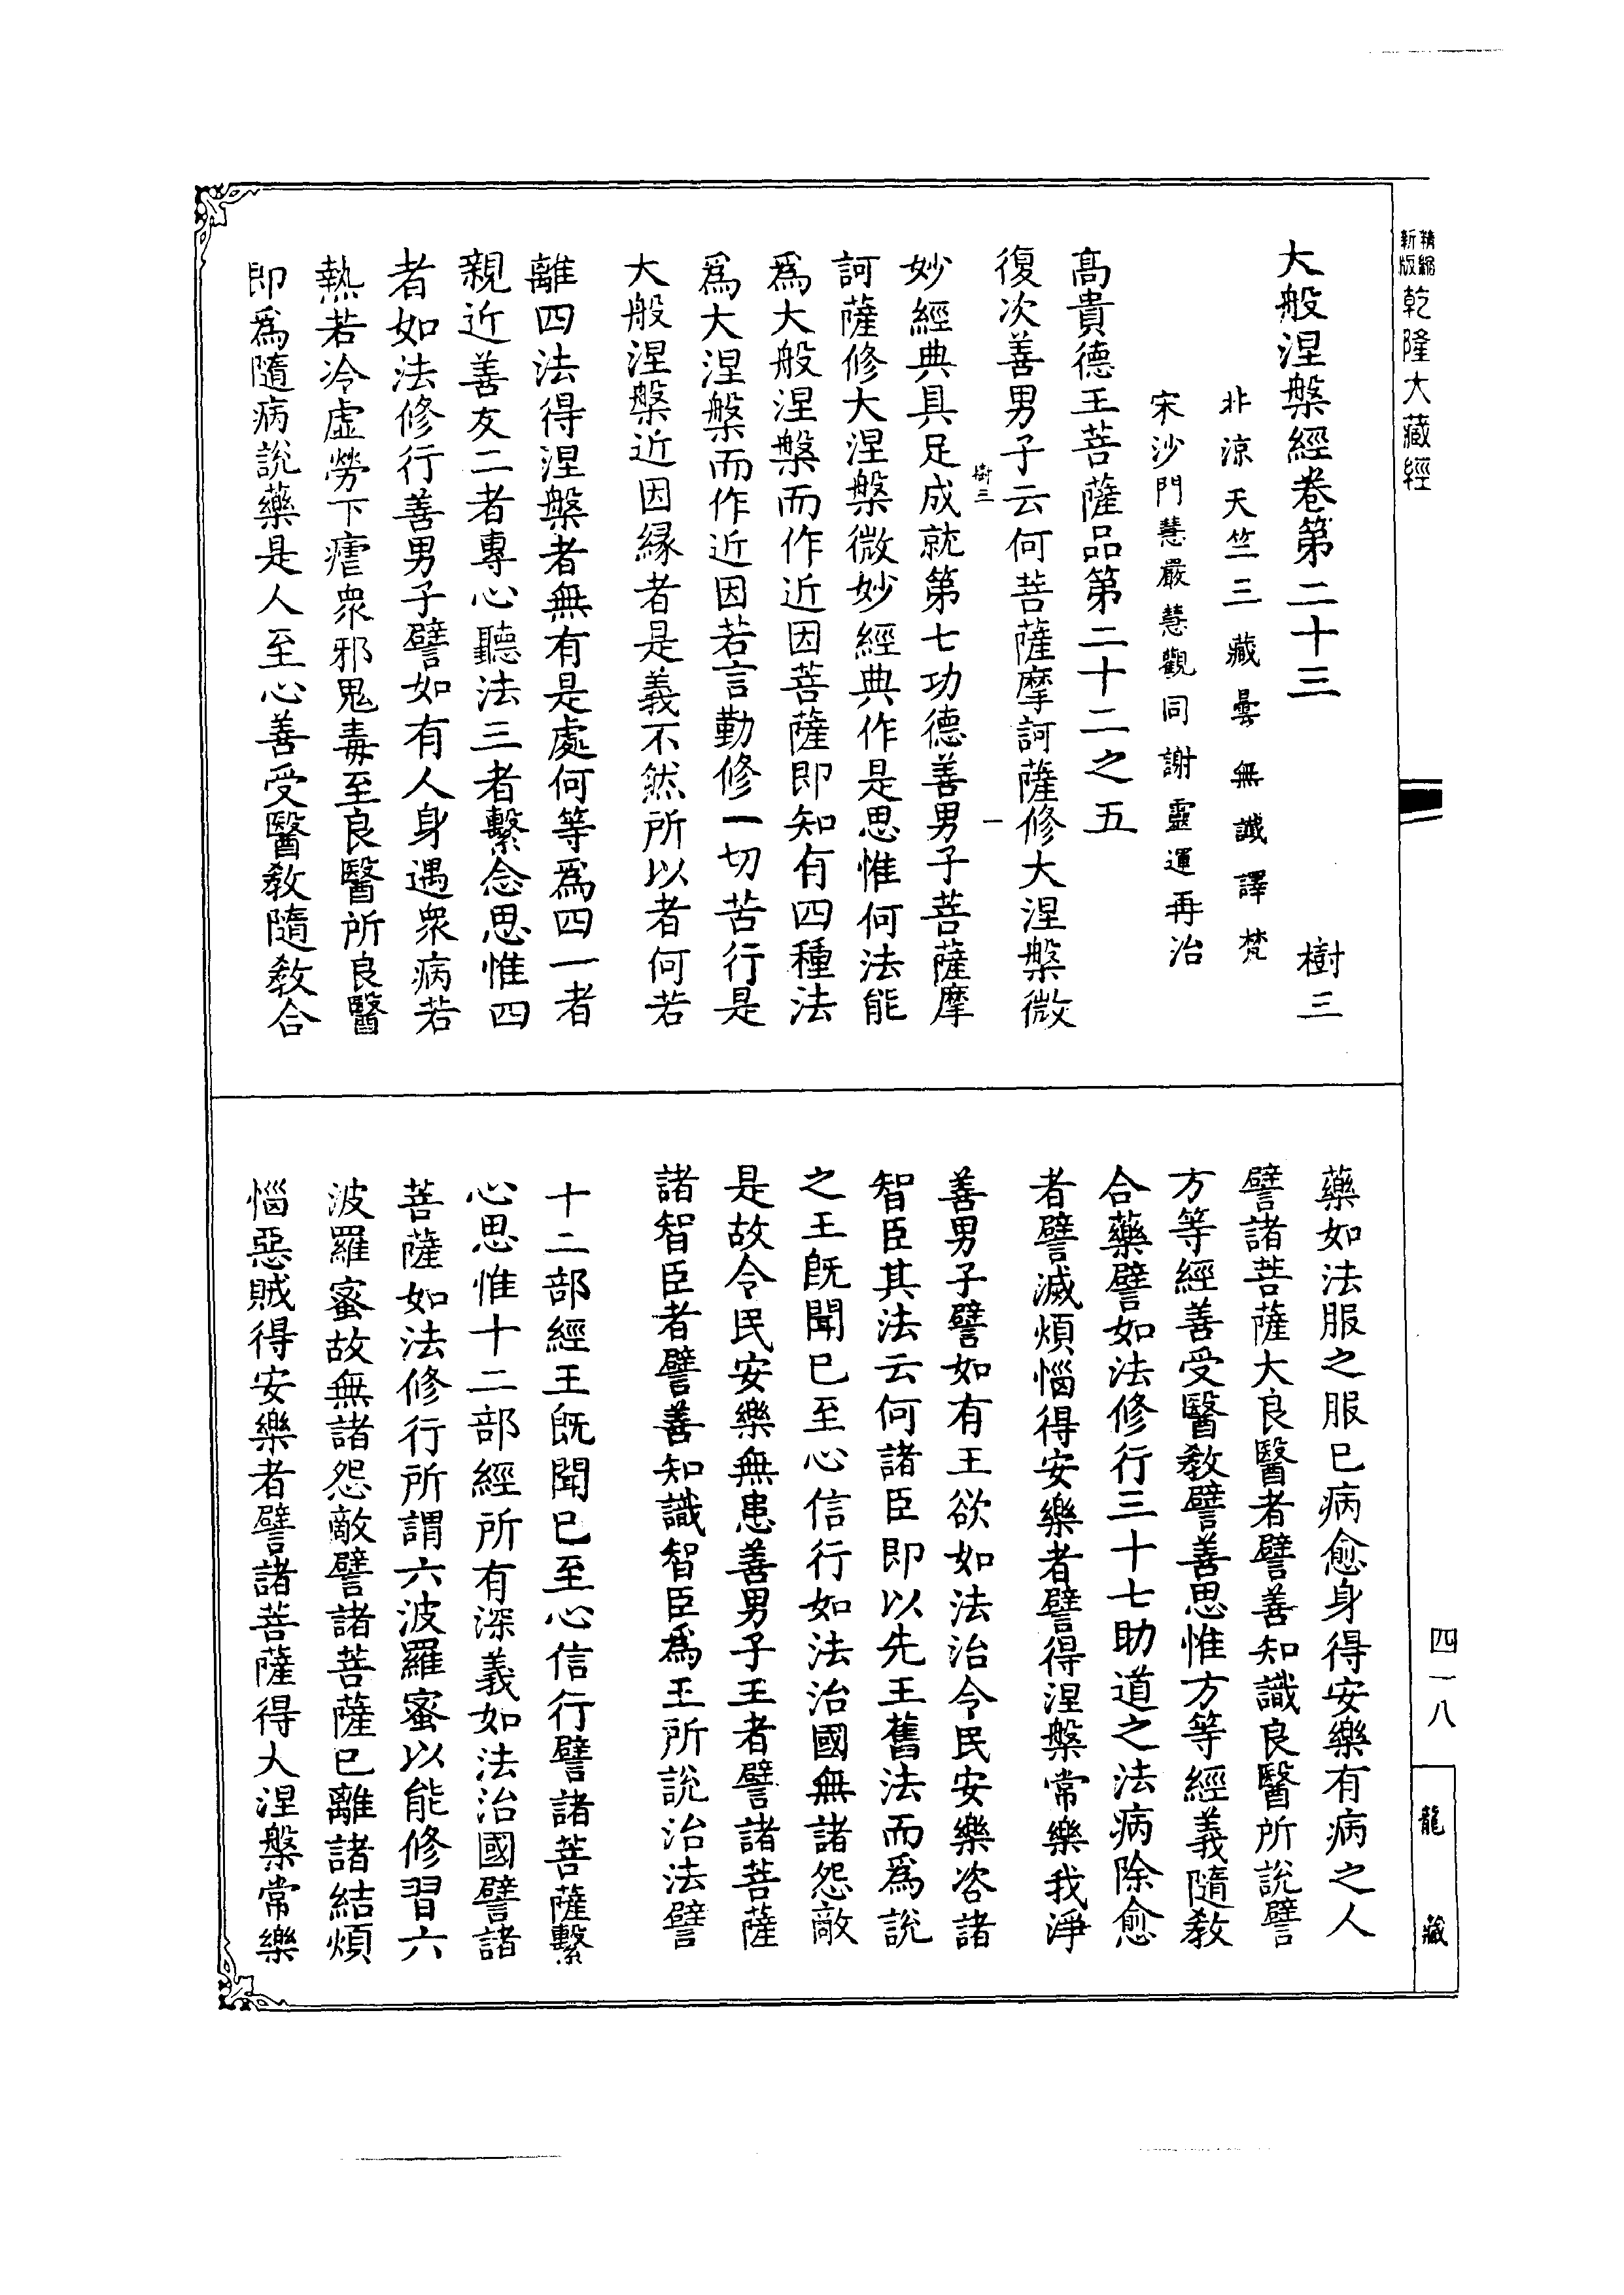 精縮新版乾隆大藏經
大般涅槃經卷第二十三　樹三
北涼天竺三藏曇無讖譯梵
宋沙門慧嚴慧觀同謝靈運再治
高貴德王菩薩品第二十二之五
復次善男子云何菩薩摩訶薩修大涅槃微
樹三　一
妙經典具足成就第七功德善男子菩薩摩
訶薩修大涅槃微妙經典作是思惟何法能
爲大般涅槃而作近因菩薩即知有四種法
爲大涅槃而作近因若言勤修一切苦行是
大般涅槃近因緣者是義不然所以者何若
離四法得涅槃者無有是處何等爲四一者
親近善友二者專心聽法三者繫念思惟四
者如法修行善男子譬如有人身遇衆病若
熱若冷虛勞下瘧衆邪鬼毒至良醫所良醫
即爲隨病說藥是人至心善受醫教隨教合
藥如法服之服已病愈身得安樂有病之人
譬諸菩薩大良醫者譬善知識良醫所說譬
方等經善受醫教譬善思惟方等經義隨教
合藥譬如法修行三十七助道之法病除愈
者譬滅煩惱得安樂者譬得涅槃常樂我淨
善男子譬如有王欲如法治令民安樂咨諸
智臣其法云何諸臣即以先王舊法而爲說
之王既聞已至心信行如法治國無諸怨敵
是故令民安樂無患善男子王者譬諸菩薩
諸智臣者譬善知識智臣爲王所說治法譬
十二部經王既聞已至心信行譬諸菩薩繫
心思惟十二部經所有深義如法治國譬諸
菩薩如法修行所謂六波羅蜜以能修習六
波羅蜜故無諸怨敵譬諸菩薩已離諸結煩
惱惡賊得安樂者譬諸菩薩得大涅槃常樂
四一八
龍藏